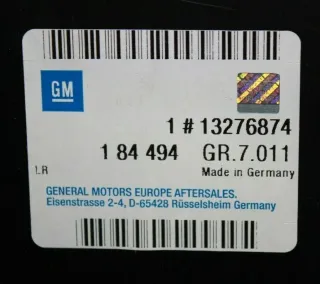 GM
1 # 13276874
1 84 494 GR.7.011
LR Made in Germany
GENERAL MOTORS EUROPE AFTERSALES.
Eisenstrasse 2-4, D-65428 Rüsselsheim Germany